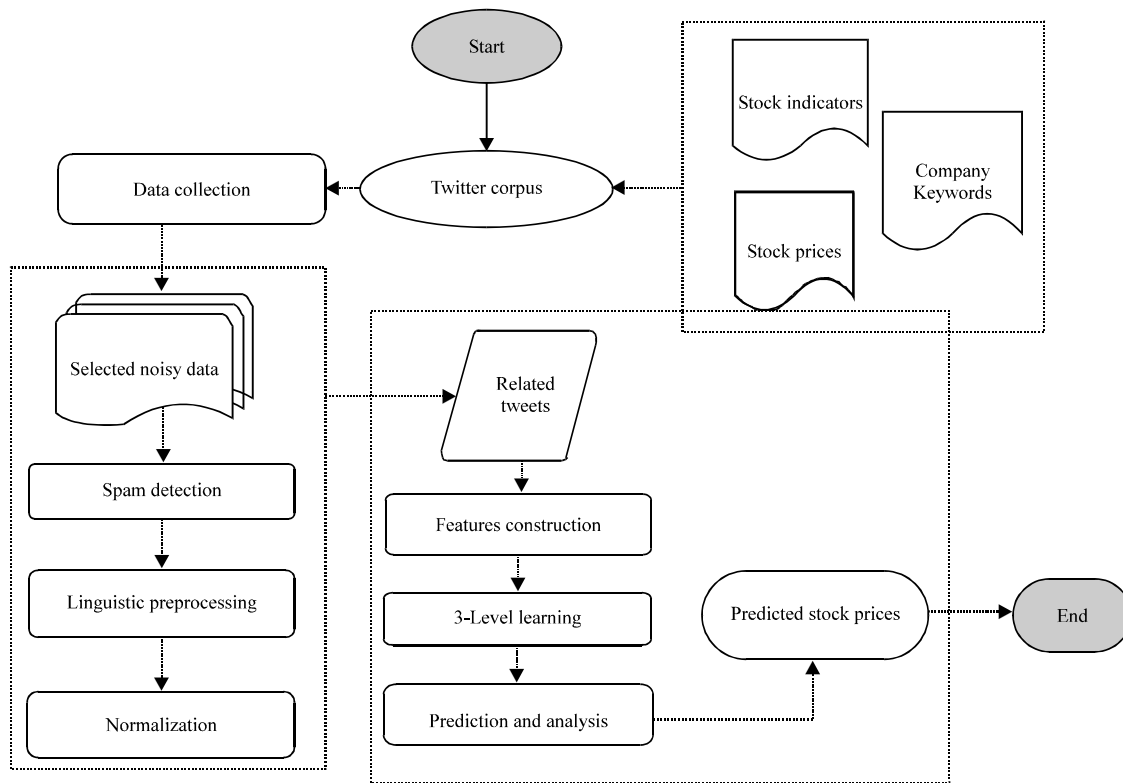 Start
Stock indicators
Company
Keywords
Stock prices
Twitter corpus
Data collection
Selected noisy data
Spam detection
Linguistic preprocessing
Normalization
Related
tweets
Features construction
3-Level learning
Prediction and analysis
Predicted stock prices
End